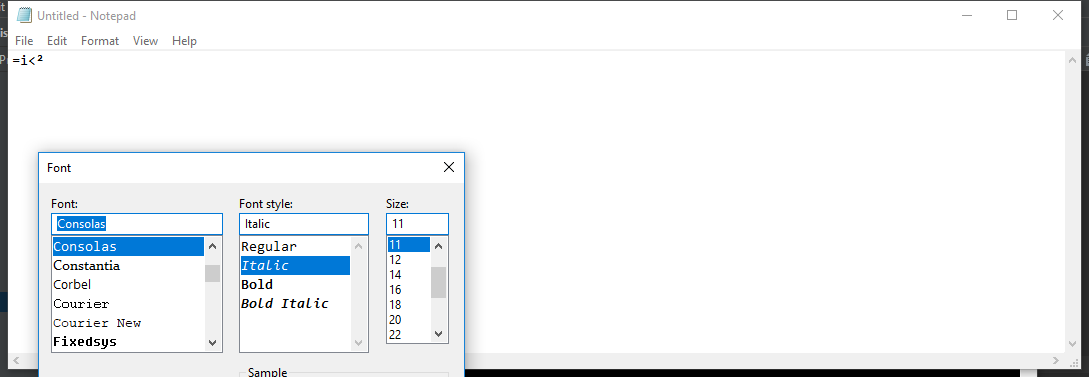 Untitled - Notepad
File Edit Format View Help
=i<²
Font
Font: Font style: Size:
Consolas Italic 11
Consolas Regular 11
Constantia Italic 12
Corbel Bold 14
Courier Bold Italic 16
Courier New 18
Fixedsys 20
22
Sample